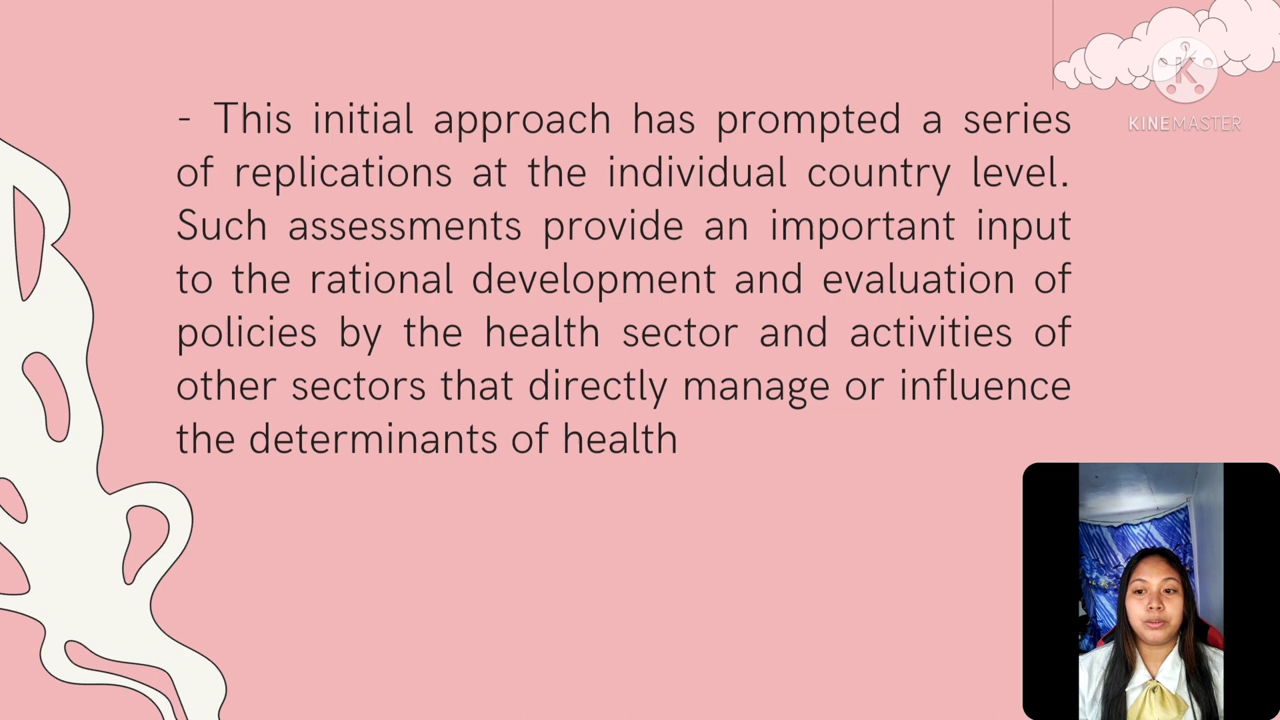 - This initial approach has prompted a series
of replications at the individual country level.
Such assessments provide an important input
to the rational development and evaluation of
policies by the health sector and activities of
other sectors that directly manage or influence
the determinants of health
K
KINEMASTER